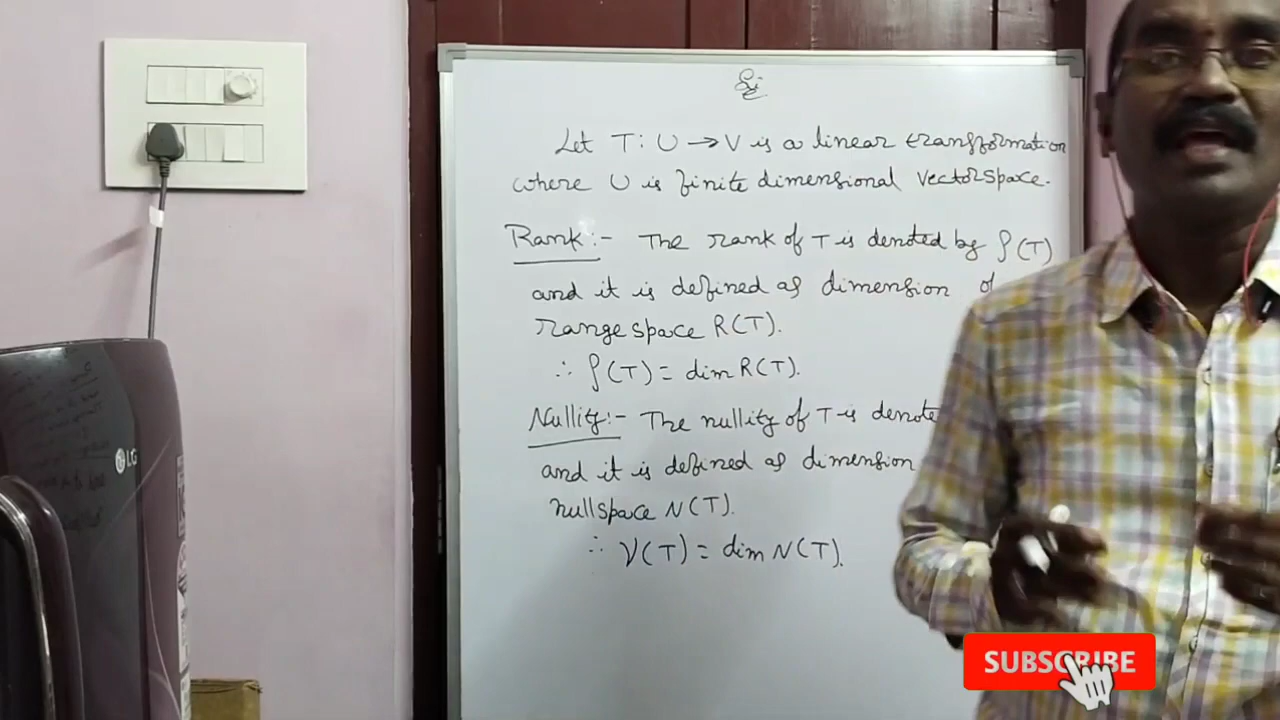 Let T: U → V is a linear transformation
where U is finite dimensional vectorspace.
Rank:- The rank of T is denoted by ρ(T)
and it is defined as dimension of
range space R(T).
∴ ρ(T) = dim R(T).
Nullity:- The nullity of T is denote
and it is defined as dimension
nullspace N(T).
∴ ν(T) = dim N(T).
LG
SUBSCRIBE